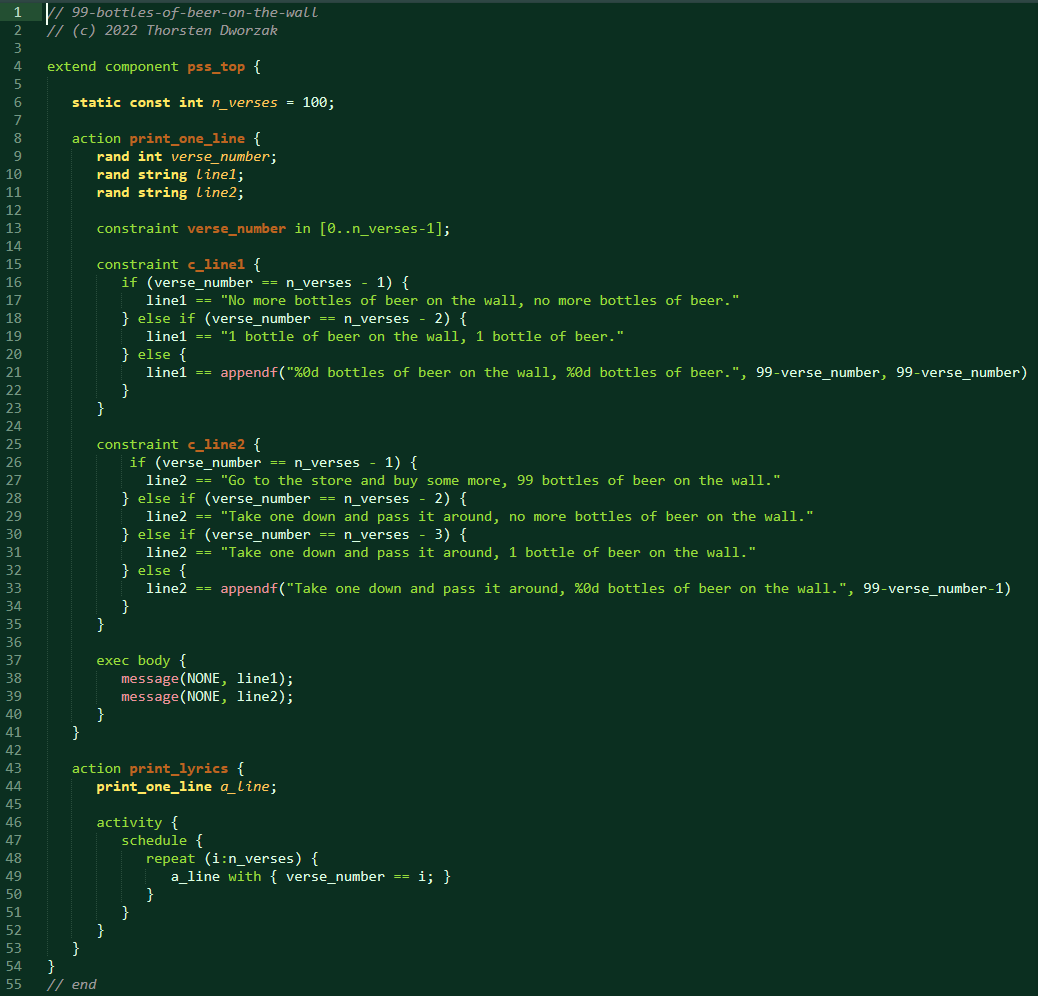 1 // 99-bottles-of-beer-on-the-wall
2 // (c) 2022 Thorsten Dworzak
3
4 extend component pss_top {
5
6 static const int n_verses = 100;
7
8 action print_one_line {
9 rand int verse_number;
10 rand string line1;
11 rand string line2;
12
13 constraint verse_number in [0..n_verses-1];
14
15 constraint c_line1 {
16 if (verse_number == n_verses - 1) {
17 line1 == "No more bottles of beer on the wall, no more bottles of beer."
18 } else if (verse_number == n_verses - 2) {
19 line1 == "1 bottle of beer on the wall, 1 bottle of beer."
20 } else {
21 line1 == appendf("%0d bottles of beer on the wall, %0d bottles of beer.", 99-verse_number, 99-verse_number)
22 }
23 }
24
25 constraint c_line2 {
26 if (verse_number == n_verses - 1) {
27 line2 == "Go to the store and buy some more, 99 bottles of beer on the wall."
28 } else if (verse_number == n_verses - 2) {
29 line2 == "Take one down and pass it around, no more bottles of beer on the wall."
30 } else if (verse_number == n_verses - 3) {
31 line2 == "Take one down and pass it around, 1 bottle of beer on the wall."
32 } else {
33 line2 == appendf("Take one down and pass it around, %0d bottles of beer on the wall.", 99-verse_number-1)
34 }
35 }
36
37 exec body {
38 message(NONE, line1);
39 message(NONE, line2);
40 }
41 }
42
43 action print_lyrics {
44 print_one_line a_line;
45
46 activity {
47 schedule {
48 repeat (i:n_verses) {
49 a_line with { verse_number == i; }
50 }
51 }
52 }
53 }
54 }
55 // end